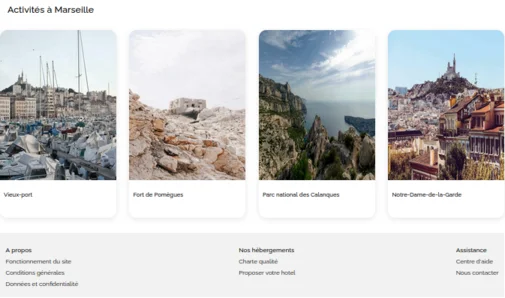 Activités à Marseille
Vieux-port
Fort de Pomègues
Parc national des Calanques
Notre-Dame-de-la-Garde
A propos
Fonctionnement du site
Conditions générales
Données et confidentialité
Nos hébergements
Charte qualité
Proposer votre hotel
Assistance
Centre d'aide
Nous contacter